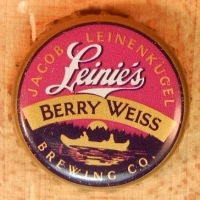 JACOB LEINENKUGEL
Leinie's
BERRY WEISS
BREWING CO.